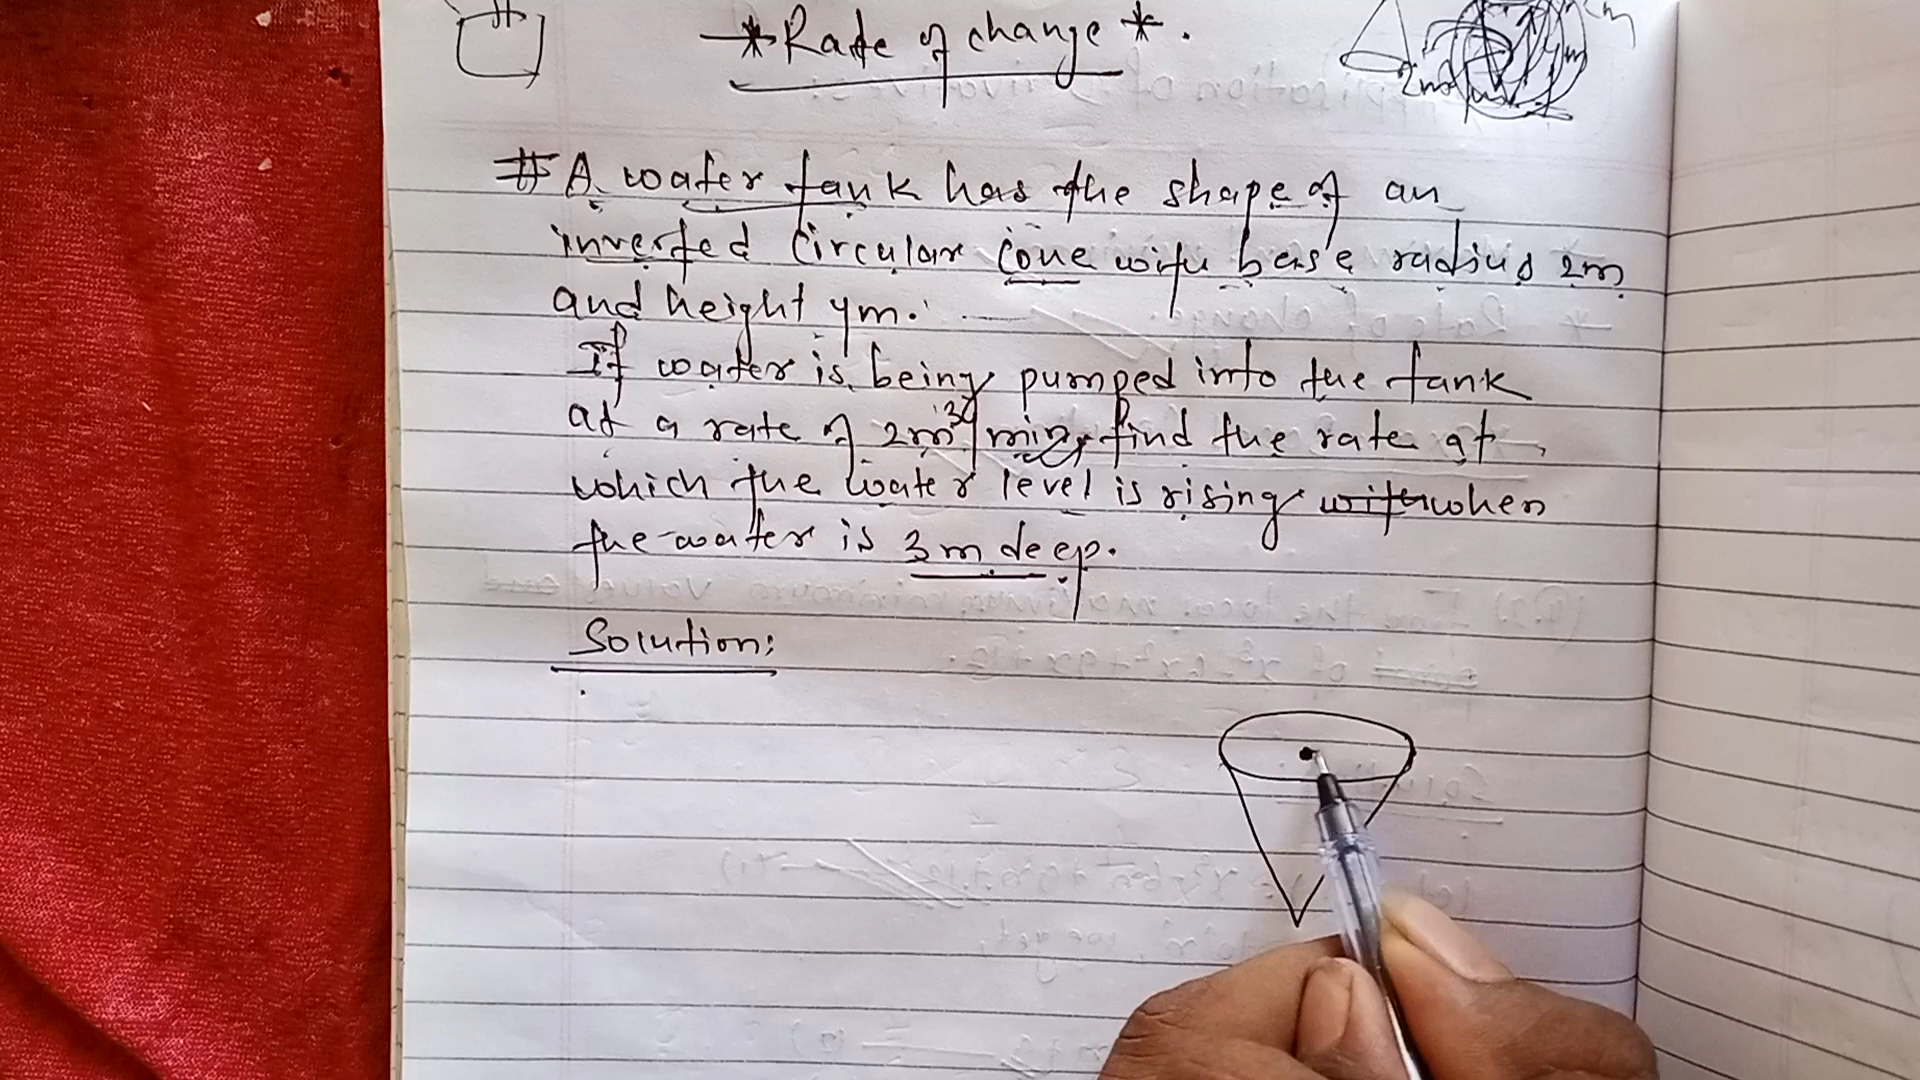 * Rate of change *.
2m
# A water tank has the shape of an
inverted circular cone with base radius 2m
and height 4m.
If water is being pumped into the tank
at a rate of 2m³/min, find the rate at
which the water level is rising when
the water is 3m deep.
Solution: